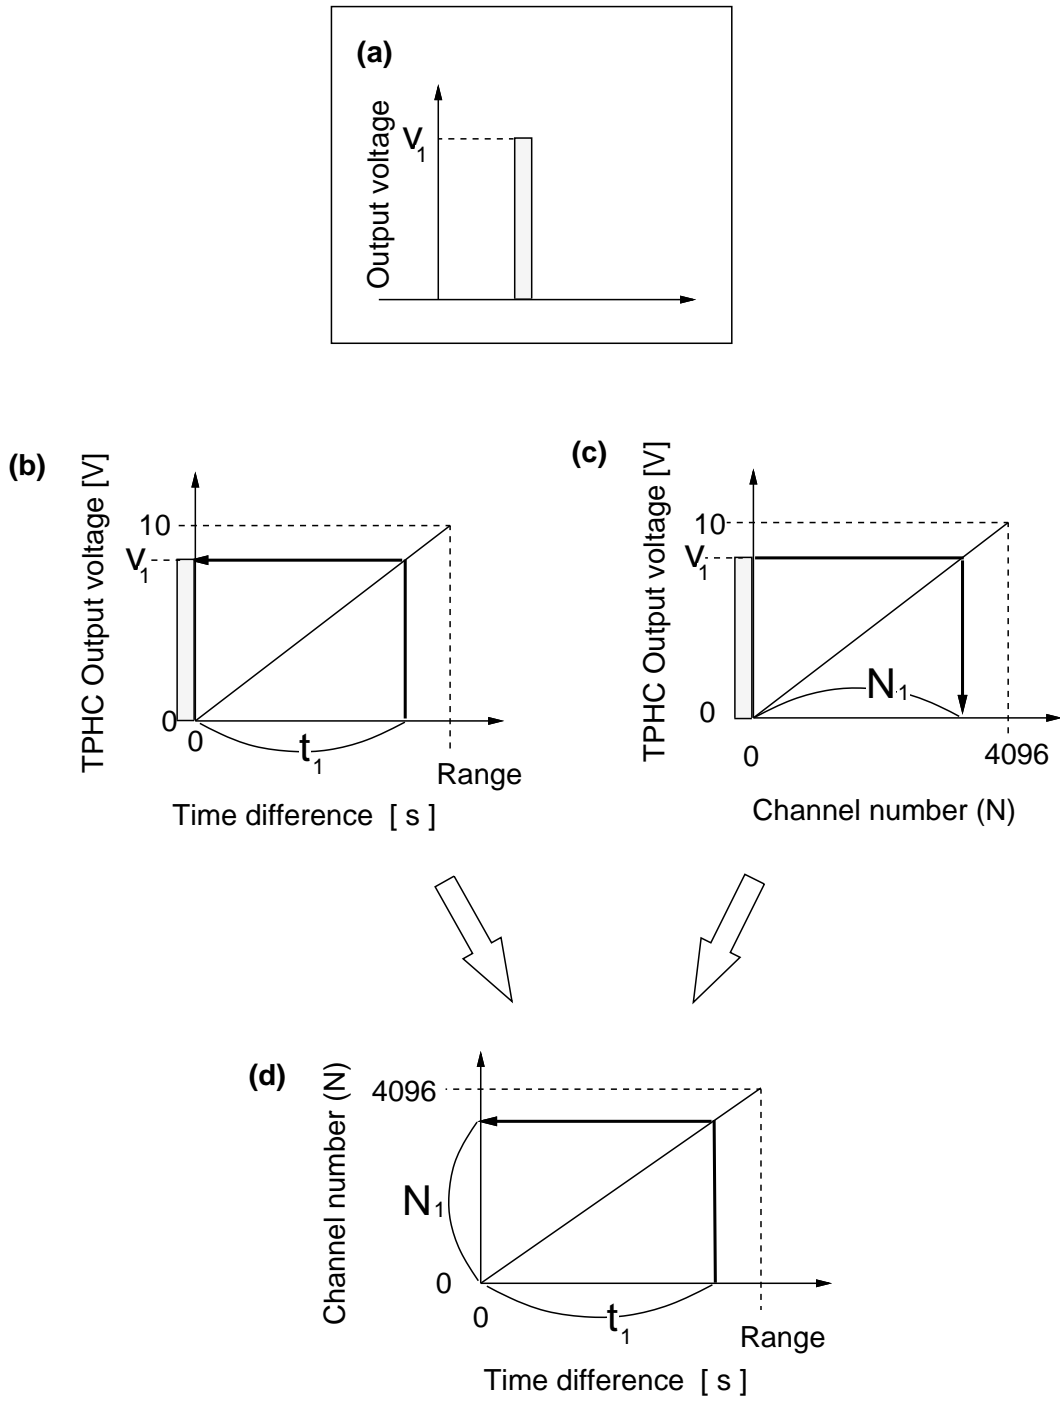 (a)
Output voltage
V1
(b)
TPHC Output voltage [V]
10
V1
0
0
t1
Range
Time difference [ s ]
(c)
TPHC Output voltage [V]
10
V1
0
N1
0
4096
Channel number (N)
(d)
Channel number (N)
4096
N1
0
0
t1
Range
Time difference [ s ]